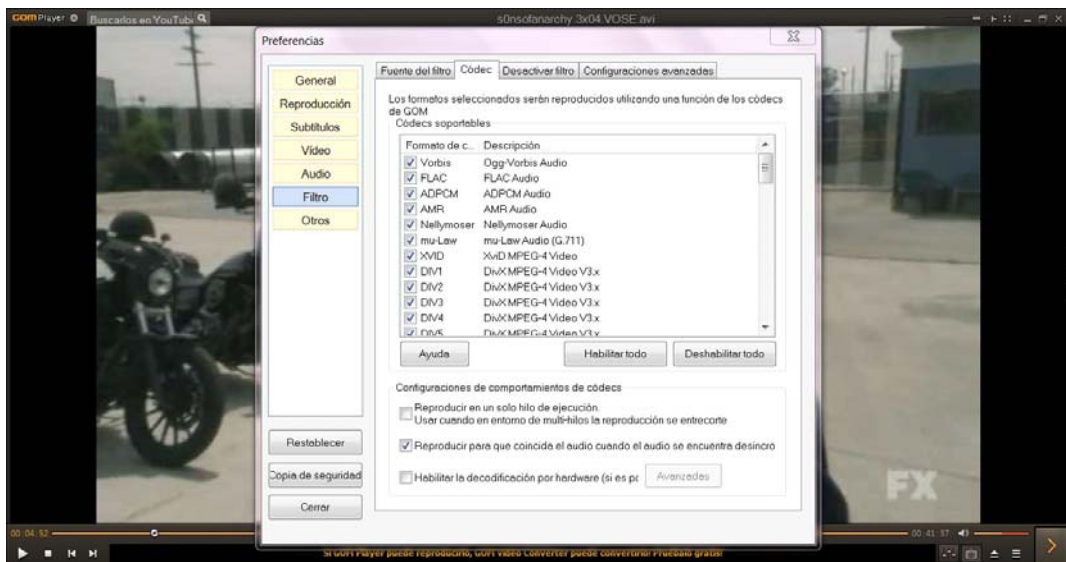 GOM Player
Buscarlos en YouTub
s0nsofanarchy 3x04 VOSE.avi
Preferencias
General
Reproducción
Subtítulos
Vídeo
Audio
Filtro
Otros
Restablecer
Copia de seguridad
Cerrar
Fuente del filtro Códec Desactivar filtro Configuraciones avanzadas
Los formatos seleccionados serán reproducidos utilizando una función de los códecs
de GOM
Códecs soportables
Formato de c... Descripción
Vorbis Ogg-Vorbis Audio
FLAC FLAC Audio
ADPCM ADPCM Audio
AMR AMR Audio
Nellymoser Nellymoser Audio
mu-Law mu-Law Audio (G.711)
XVID XviD MPEG-4 Video
DIV1 DivX MPEG-4 Video V3.x
DIV2 DivX MPEG-4 Video V3.x
DIV3 DivX MPEG-4 Video V3.x
DIV4 DivX MPEG-4 Video V3.x
DIV5 DivX MPEG-4 Video V3.x
Ayuda Habilitar todo Deshabilitar todo
Configuraciones de comportamientos de códecs
Reproducir en un solo hilo de ejecución.
Usar cuando en entorno de multi-hilos la reproducción se entrecorte
Reproducir para que coincida el audio cuando el audio se encuentra desincro
Habilitar la decodificación por hardware (si es po Avanzadas
FX
00:04:52
00:41:37
Si GOM Player puede reproducirlo, GOM Video Converter puede convertirlo! Pruébalo gratis!